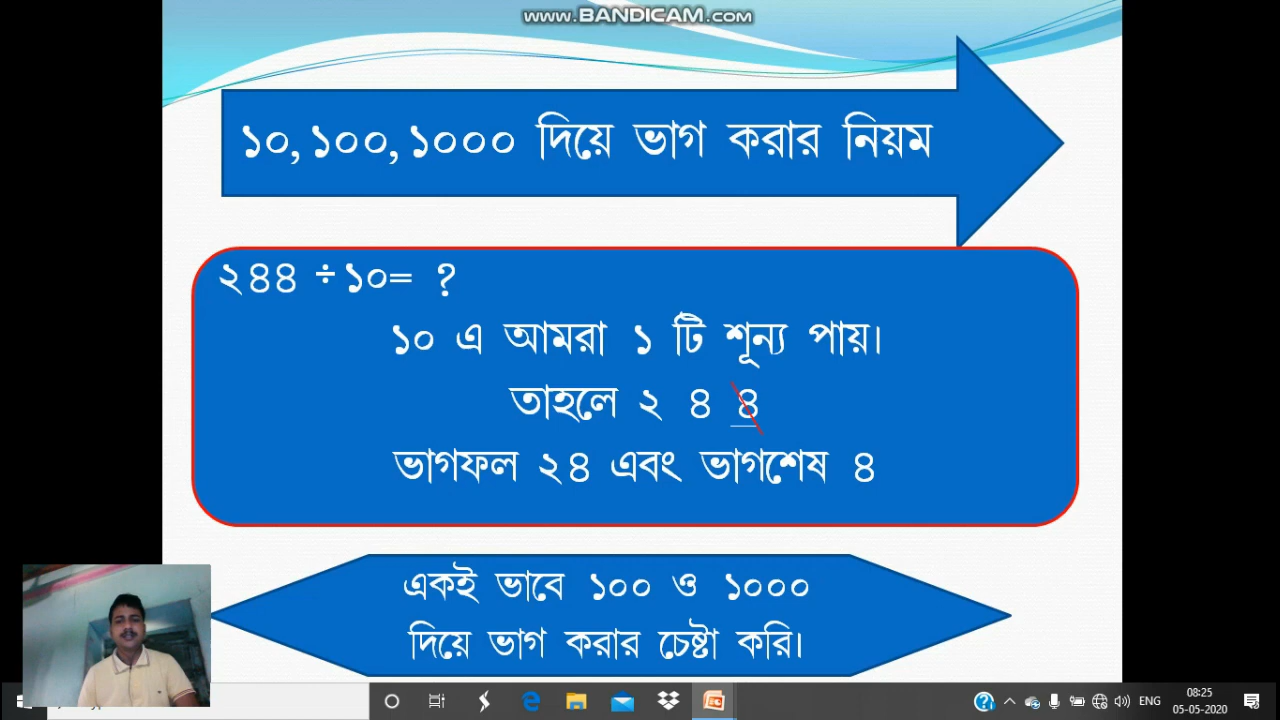 www.BANDICAM.com
১০, ১০০, ১০০০ দিয়ে ভাগ করার নিয়ম
২৪৪ ÷১০= ?
১০ এ আমরা ১ টি শূন্য পায়।
তাহলে ২ ৪ ৪
ভাগফল ২৪ এবং ভাগশেষ ৪
একই ভাবে ১০০ ও ১০০০
দিয়ে ভাগ করার চেষ্টা করি।
ENG
08:25
05-05-2020